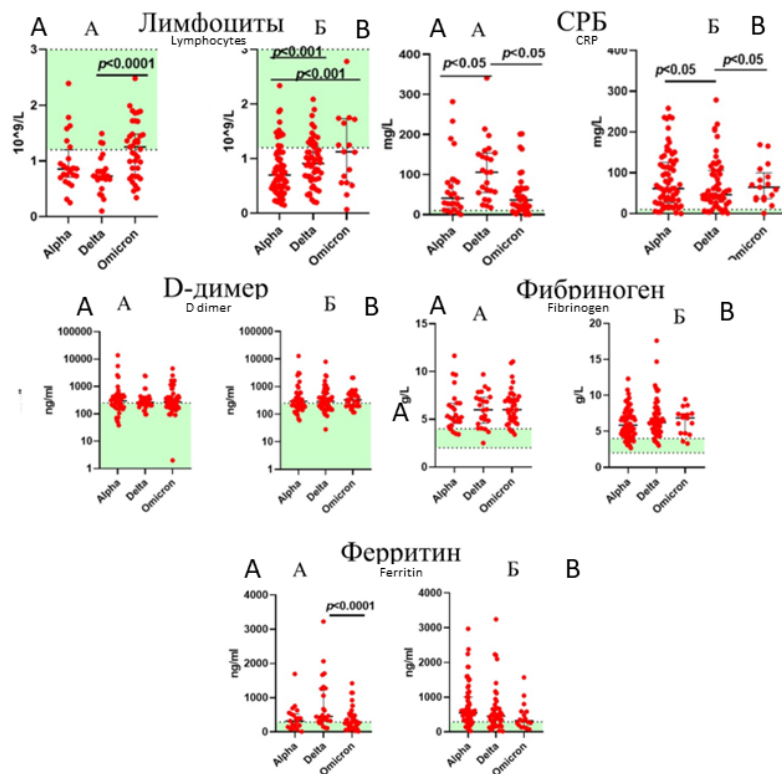 Лимфоциты
A А Lymphocytes Б B
p<0.0001
p<0.001
p<0.001
10^9/L
3
2
1
0
Alpha
Delta
Omicron
10^9/L
3
2
1
0
Alpha
Delta
Omicron
СРБ
A А CRP Б B
p<0.05 p<0.05
p<0.05 p<0.05
mg/L
400
300
200
100
0
Alpha
Delta
Omicron
mg/L
400
300
200
100
0
Alpha
Delta
Omicron
D-димер
A А D dimer Б B
ng/ml
100000
10000
1000
100
10
1
Alpha
Delta
Omicron
ng/ml
100000
10000
1000
100
10
1
Alpha
Delta
Omicron
Фибриноген
A А Fibrinogen Б B
A
g/L
15
10
5
0
Alpha
Delta
Omicron
g/L
20
15
10
5
0
Alpha
Delta
Omicron
Ферритин
A А Ferritin Б B
p<0.0001
ng/ml
4000
3000
2000
1000
0
Alpha
Delta
Omicron
ng/ml
4000
3000
2000
1000
0
Alpha
Delta
Omicron